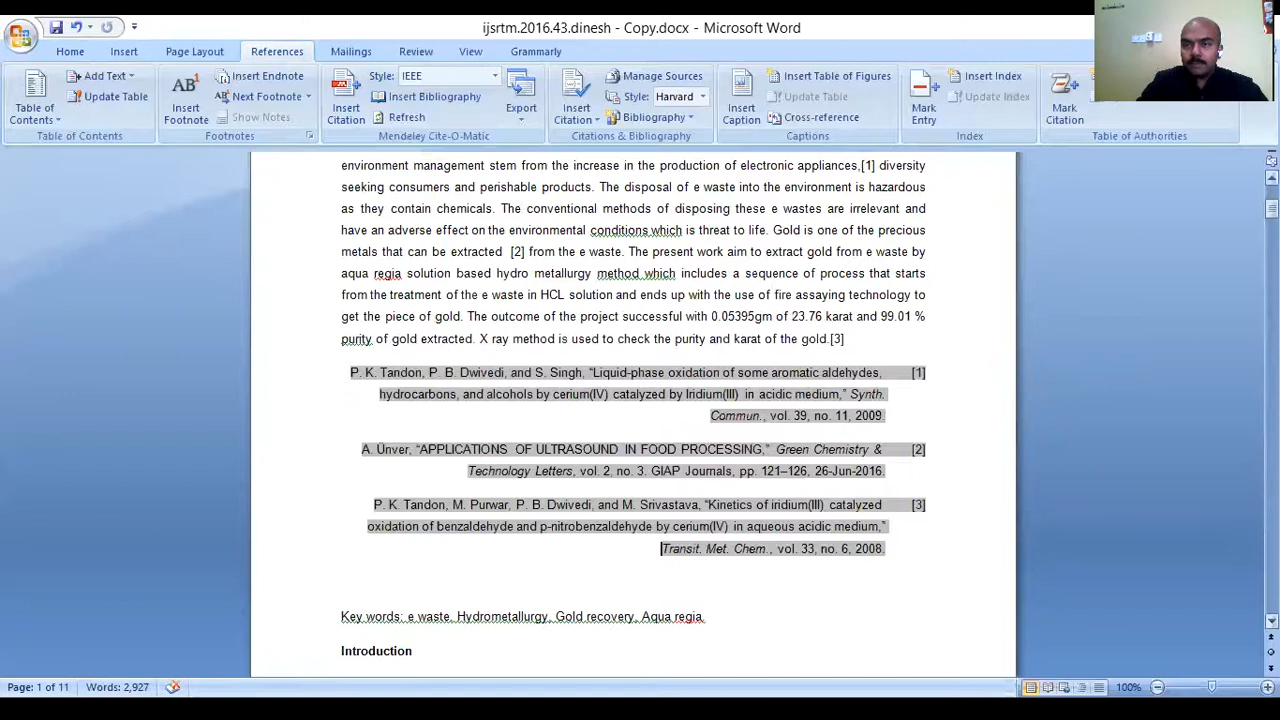 ijsrtm.2016.43.dinesh - Copy.docx - Microsoft Word
Home Insert Page Layout References Mailings Review View Grammarly
Table of Contents
Add Text
Update Table
Table of Contents
AB1
Insert Footnote
Insert Endnote
Next Footnote
Show Notes
Footnotes
Insert Citation
Style: IEEE
Insert Bibliography
Refresh
Export
Mendeley Cite-O-Matic
Insert Citation
Manage Sources
Style: Harvard
Bibliography
Citations & Bibliography
Insert Caption
Insert Table of Figures
Update Table
Cross-reference
Captions
Mark Entry
Insert Index
Update Index
Index
Mark Citation
Table of Authorities
environment management stem from the increase in the production of electronic appliances,[1] diversity
seeking consumers and perishable products. The disposal of e waste into the environment is hazardous
as they contain chemicals. The conventional methods of disposing these e wastes are irrelevant and
have an adverse effect on the environmental conditions which is threat to life. Gold is one of the precious
metals that can be extracted [2] from the e waste. The present work aim to extract gold from e waste by
aqua regia solution based hydro metallurgy method which includes a sequence of process that starts
from the treatment of the e waste in HCL solution and ends up with the use of fire assaying technology to
get the piece of gold. The outcome of the project successful with 0.05395gm of 23.76 karat and 99.01 %
purity of gold extracted. X ray method is used to check the purity and karat of the gold.[3]
P. K. Tandon, P. B. Dwivedi, and S. Singh, “Liquid-phase oxidation of some aromatic aldehydes, [1]
hydrocarbons, and alcohols by cerium(IV) catalyzed by Iridium(III) in acidic medium,” Synth.
Commun., vol. 39, no. 11, 2009.
A. Ünver, “APPLICATIONS OF ULTRASOUND IN FOOD PROCESSING,” Green Chemistry & [2]
Technology Letters, vol. 2, no. 3. GIAP Journals, pp. 121–126, 26-Jun-2016.
P. K. Tandon, M. Purwar, P. B. Dwivedi, and M. Srivastava, “Kinetics of iridium(III) catalyzed [3]
oxidation of benzaldehyde and p-nitrobenzaldehyde by cerium(IV) in aqueous acidic medium,”
Transit. Met. Chem., vol. 33, no. 6, 2008.
Key words: e waste, Hydrometallurgy, Gold recovery, Aqua regia.
Introduction
Page: 1 of 11 Words: 2,927 100%